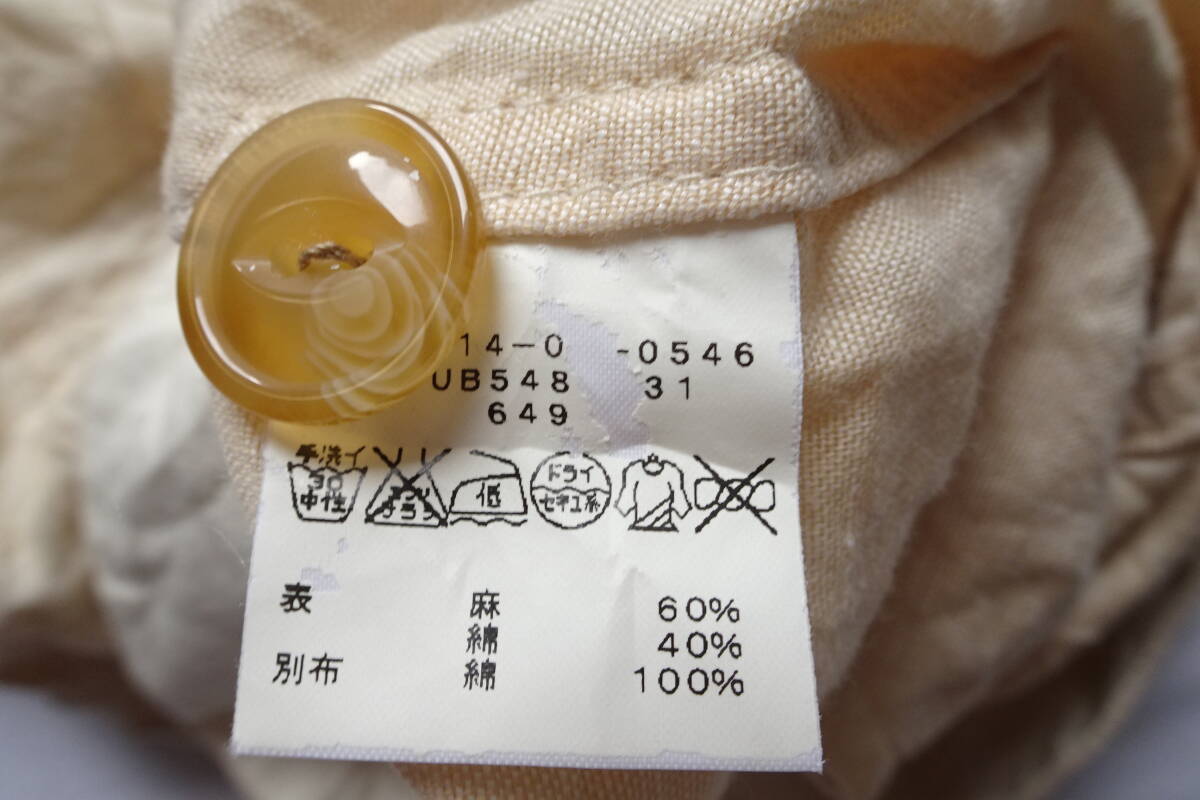 14-0 -0546
UB548 31
649
手洗イ 30 中性 低 ドライ セキユ系
表 麻 60%
綿 40%
別布 綿 100%